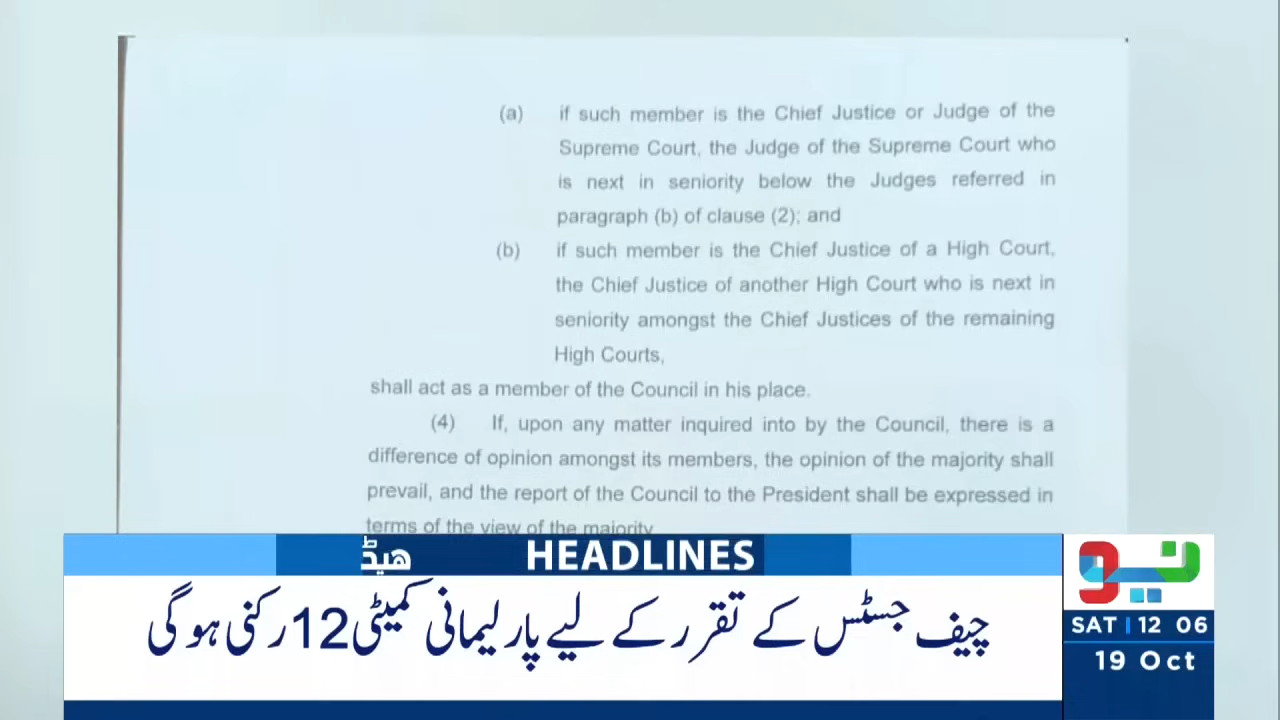 (a) if such member is the Chief Justice or Judge of the
Supreme Court, the Judge of the Supreme Court who
is next in seniority below the Judges referred in
paragraph (b) of clause (2); and
(b) if such member is the Chief Justice of a High Court,
the Chief Justice of another High Court who is next in
seniority amongst the Chief Justices of the remaining
High Courts,
shall act as a member of the Council in his place.
(4) If, upon any matter inquired into by the Council, there is a
difference of opinion amongst its members, the opinion of the majority shall
prevail, and the report of the Council to the President shall be expressed in
terms of the view of the majority
ہیڈ HEADLINES
نیو
چیف جسٹس کے تقرر کے لیے پارلیمانی کمیٹی 12 رکنی ہوگی
SAT | 12 06
19 Oct